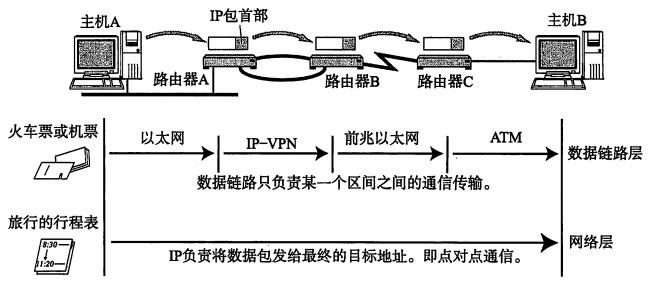 主机A
IP包首部
主机B
路由器A
路由器B
路由器C
火车票或机票
以太网
IP-VPN
前兆以太网
ATM
数据链路层
数据链路只负责某一个区间之间的通信传输。
旅行的行程表
8:30
11:20
网络层
IP负责将数据包发给最终的目标地址。即点对点通信。